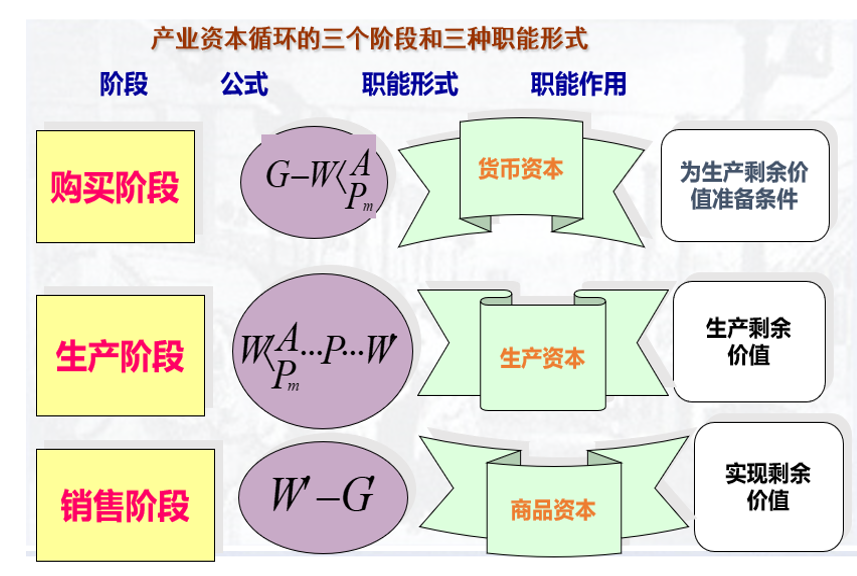 产业资本循环的三个阶段和三种职能形式
阶段 公式 职能形式 职能作用
购买阶段
G–W〈A
Pm
货币资本
为生产剩余价
值准备条件
生产阶段
W〈A…P…W'
Pm
生产资本
生产剩余
价值
销售阶段
W'–G'
商品资本
实现剩余
价值